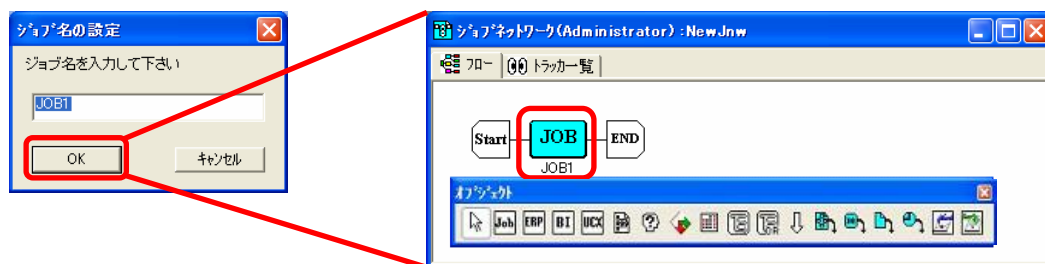 ジョブ名の設定
ジョブ名を入力して下さい
JOB1
OK
キャンセル
ジョブネットワーク(Administrator) :NewJnw
フロー
トラッカ一覧
Start
JOB
END
JOB1
オブジェクト
Job
ERP
BI
UCX